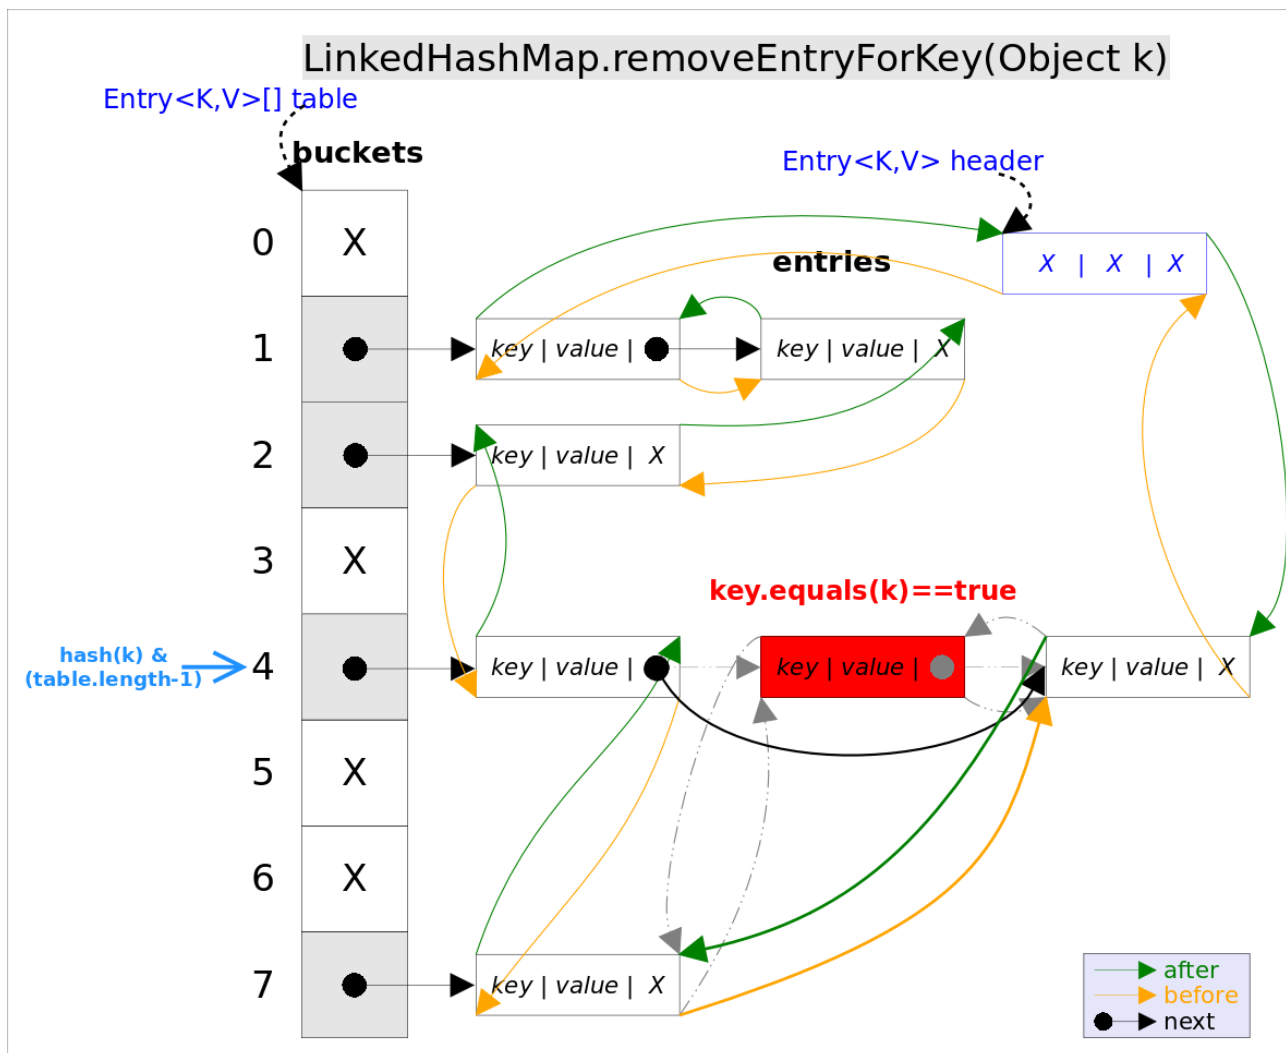 LinkedHashMap.removeEntryForKey(Object k)
Entry<K,V>[] table
buckets
Entry<K,V> header
0
X
entries
X | X | X
1
key | value |
key | value | X
2
key | value | X
3
X
key.equals(k)==true
hash(k) &
(table.length-1)
4
key | value |
key | value |
key | value | X
5
X
6
X
7
key | value | X
after
before
next